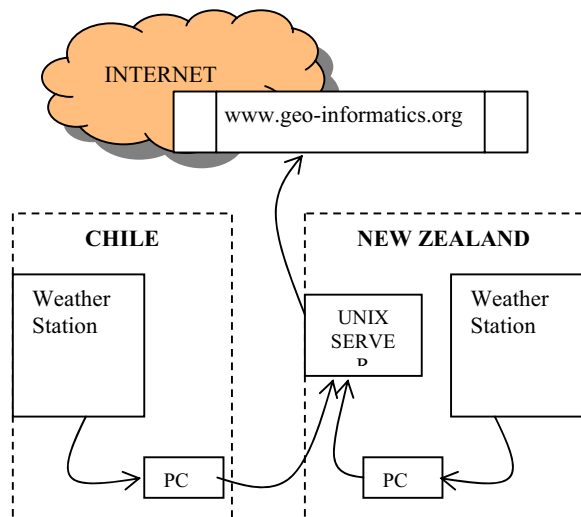 INTERNET
www.geo-informatics.org
CHILE
NEW ZEALAND
Weather
Station
UNIX
SERVE
R
Weather
Station
PC
PC